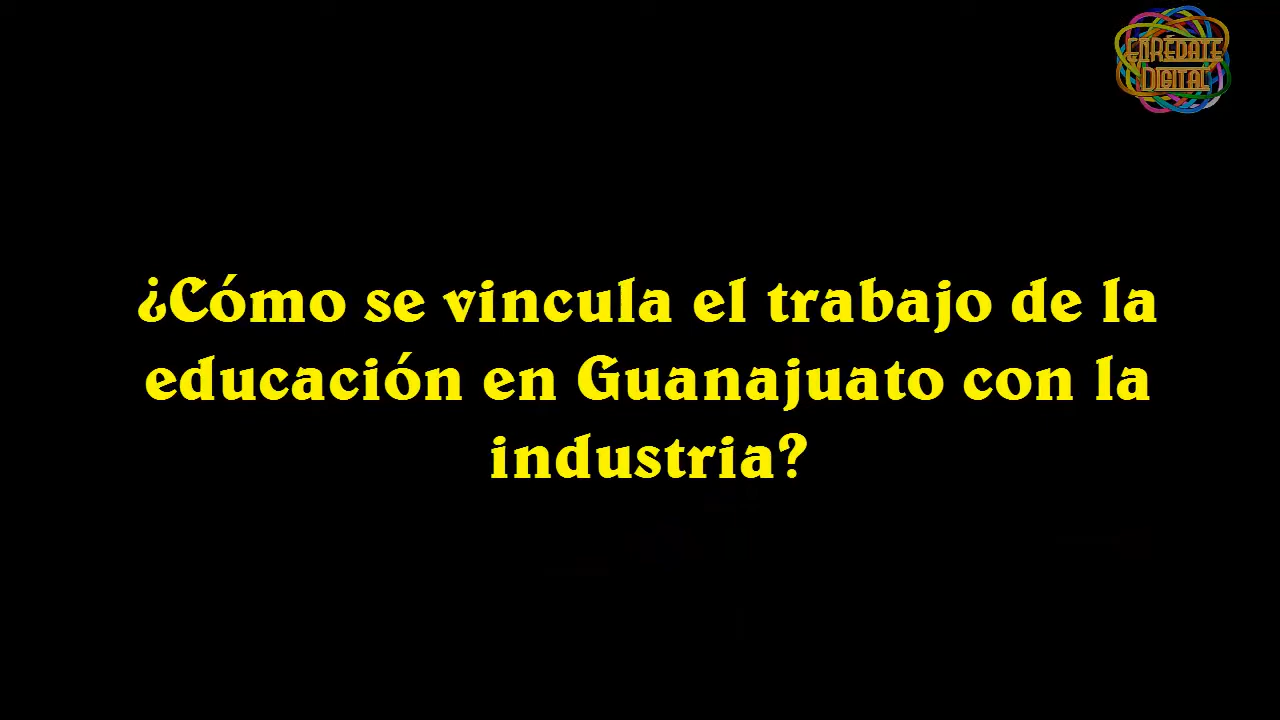 ENRÉDATE
DIGITAL
¿Cómo se vincula el trabajo de la
educación en Guanajuato con la
industria?